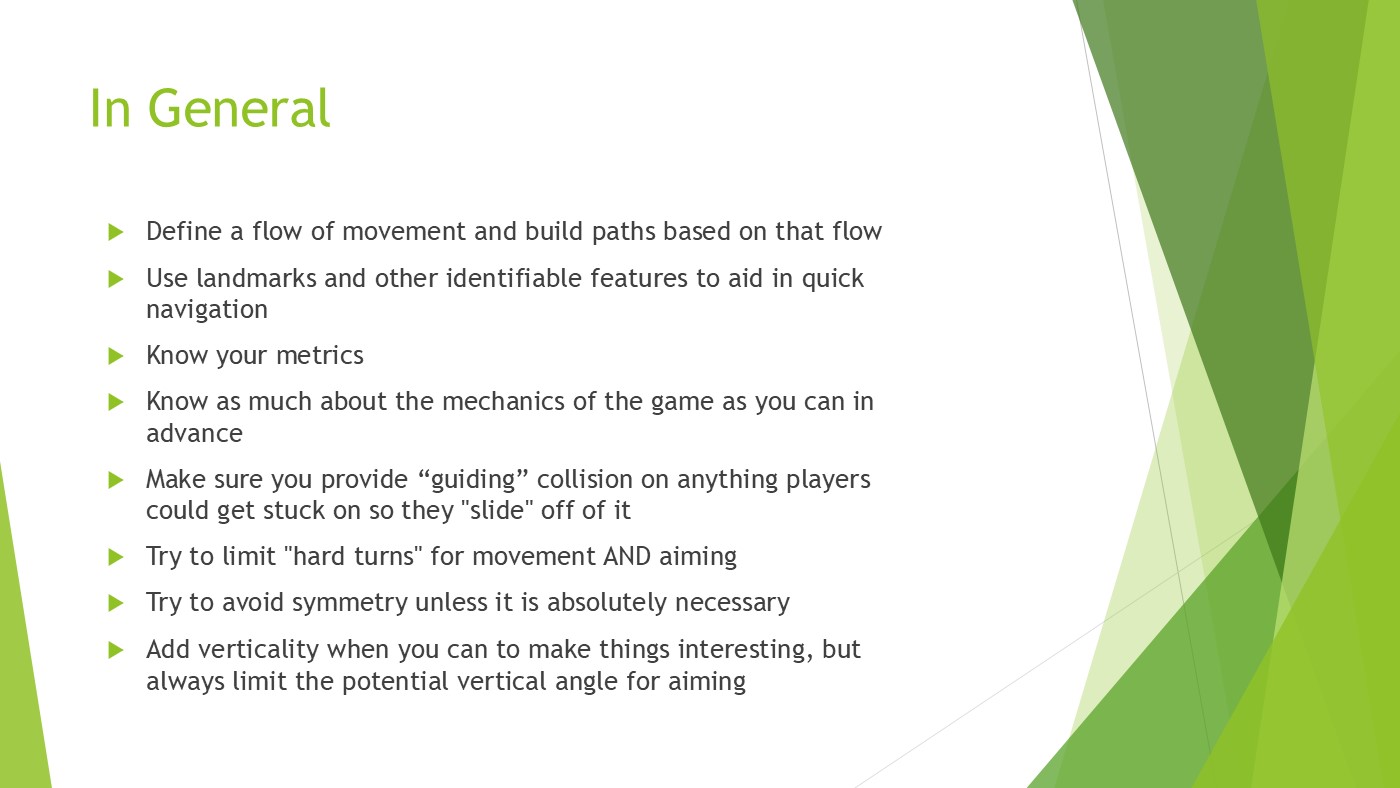 In General
Define a flow of movement and build paths based on that flow
Use landmarks and other identifiable features to aid in quick
navigation
Know your metrics
Know as much about the mechanics of the game as you can in
advance
Make sure you provide “guiding” collision on anything players
could get stuck on so they "slide" off of it
Try to limit "hard turns" for movement AND aiming
Try to avoid symmetry unless it is absolutely necessary
Add verticality when you can to make things interesting, but
always limit the potential vertical angle for aiming